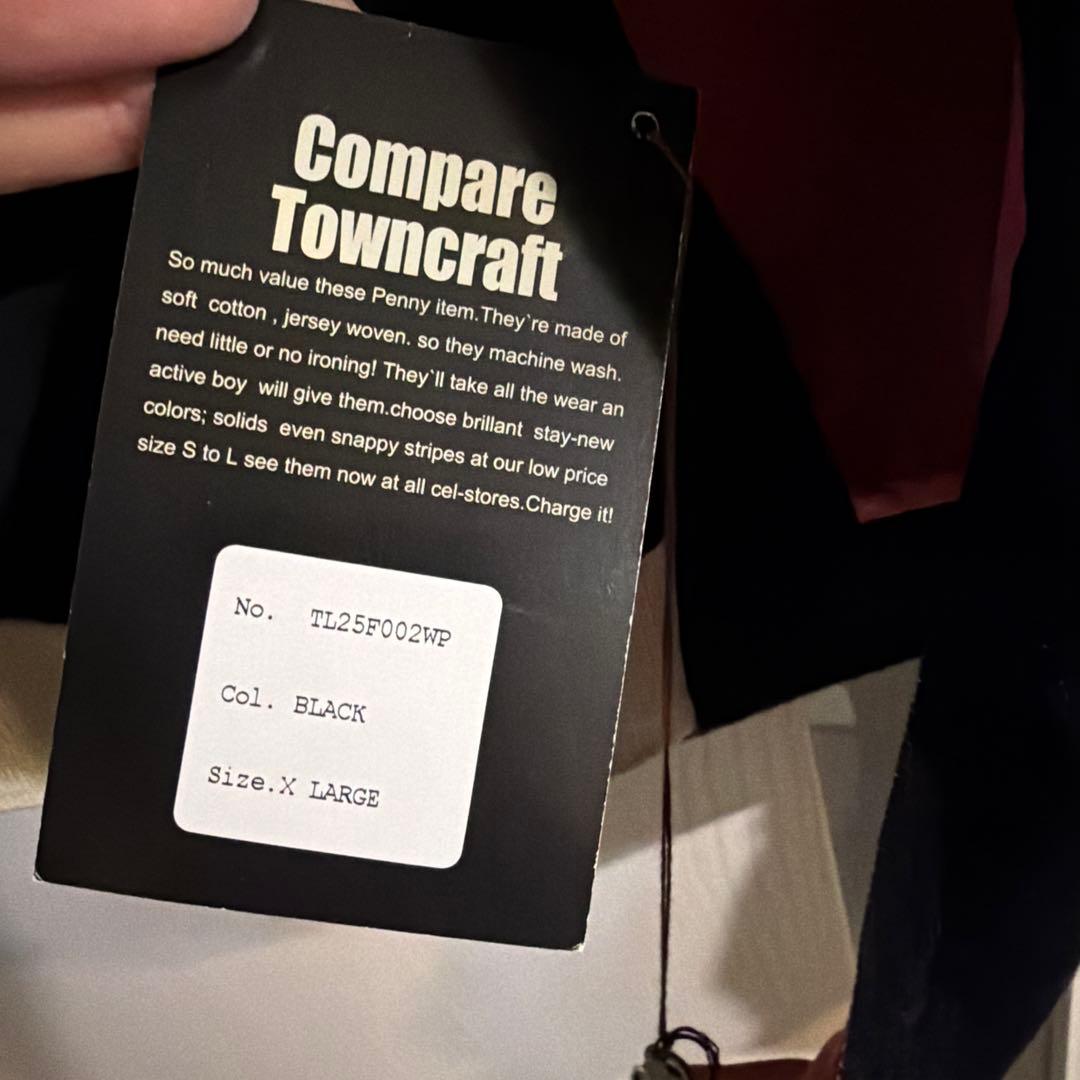 Compare
Towncraft
So much value these Penny item.They`re made of
soft cotton , jersey woven. so they machine wash.
need little or no ironing! They`ll take all the wear an
active boy will give them.choose brillant stay-new
colors; solids even snappy stripes at our low price
size S to L see them now at all cel-stores.Charge it!
No. TL25F002WP
Col. BLACK
Size.X LARGE